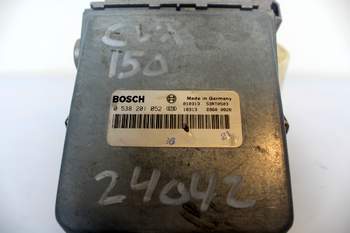 CVX
150
BOSCH
Made in Germany
0 538 201 052
24042